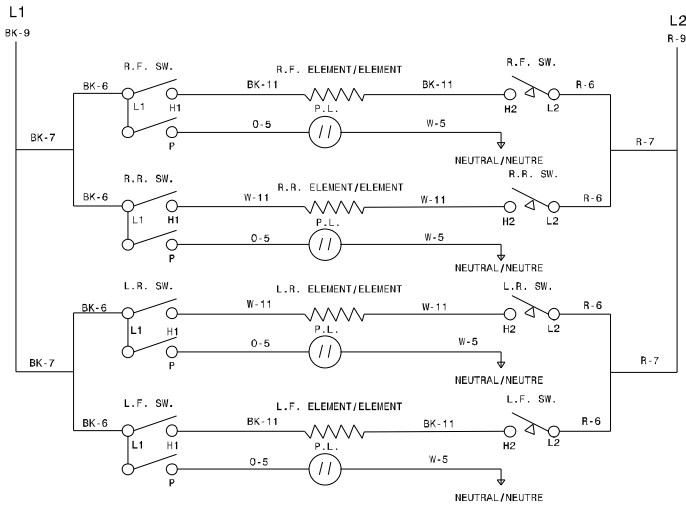 L1
L2
BK-9
R-9
R.F. SW.
R.F. ELEMENT/ELEMENT
R.F. SW.
BK-6
BK-11
BK-11
R-6
L1
H1
P.L.
H2
L2
BK-7
O-5
W-5
R-7
P
NEUTRAL/NEUTRE
R.R. SW.
R.R. ELEMENT/ELEMENT
R.R. SW.
BK-6
W-11
W-11
R-6
L1
H1
P.L.
H2
L2
O-5
W-5
P
NEUTRAL/NEUTRE
L.R. SW.
L.R. ELEMENT/ELEMENT
L.R. SW.
BK-6
W-11
W-11
R-6
L1
H1
P.L.
H2
L2
O-5
W-5
BK-7
R-7
P
NEUTRAL/NEUTRE
L.F. SW.
L.F. ELEMENT/ELEMENT
L.F. SW.
BK-6
BK-11
BK-11
R-6
L1
H1
P.L.
H2
L2
O-5
W-5
P
NEUTRAL/NEUTRE